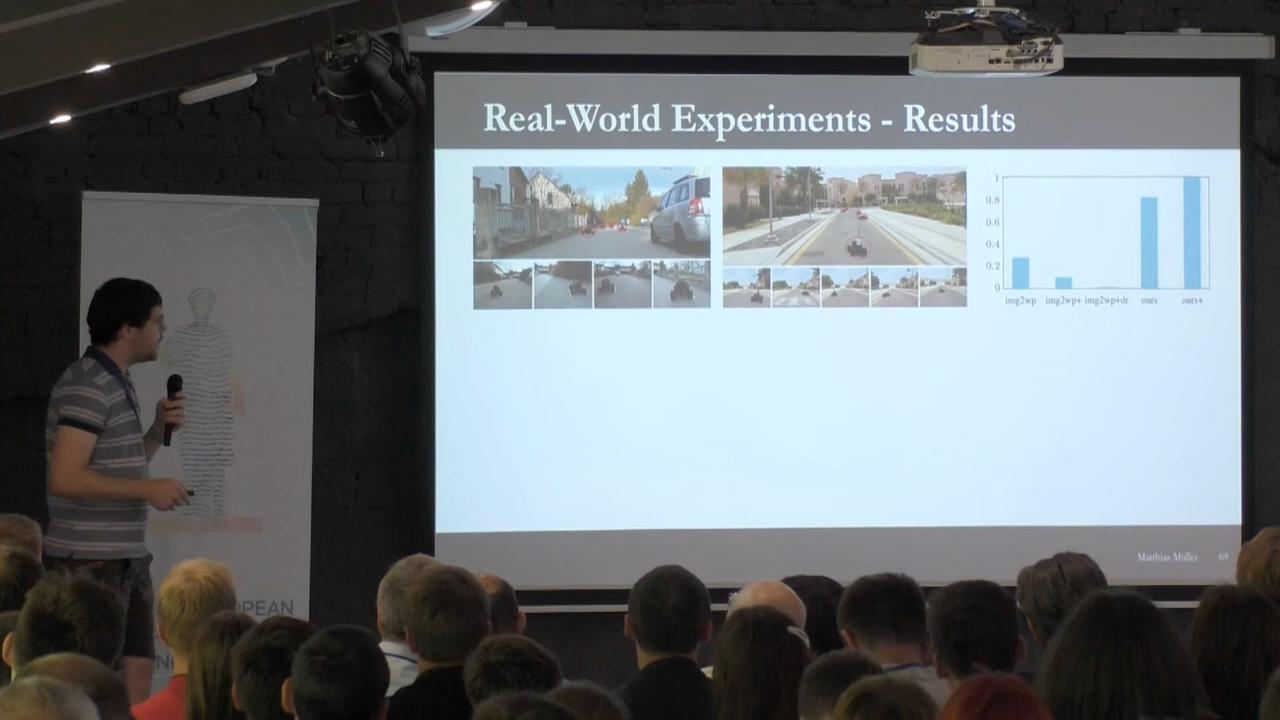 Real-World Experiments - Results
1
0.8
0.6
0.4
0.2
0
img2wp img2wp+ img2wp+dr ours ours+
Matthias Müller 69